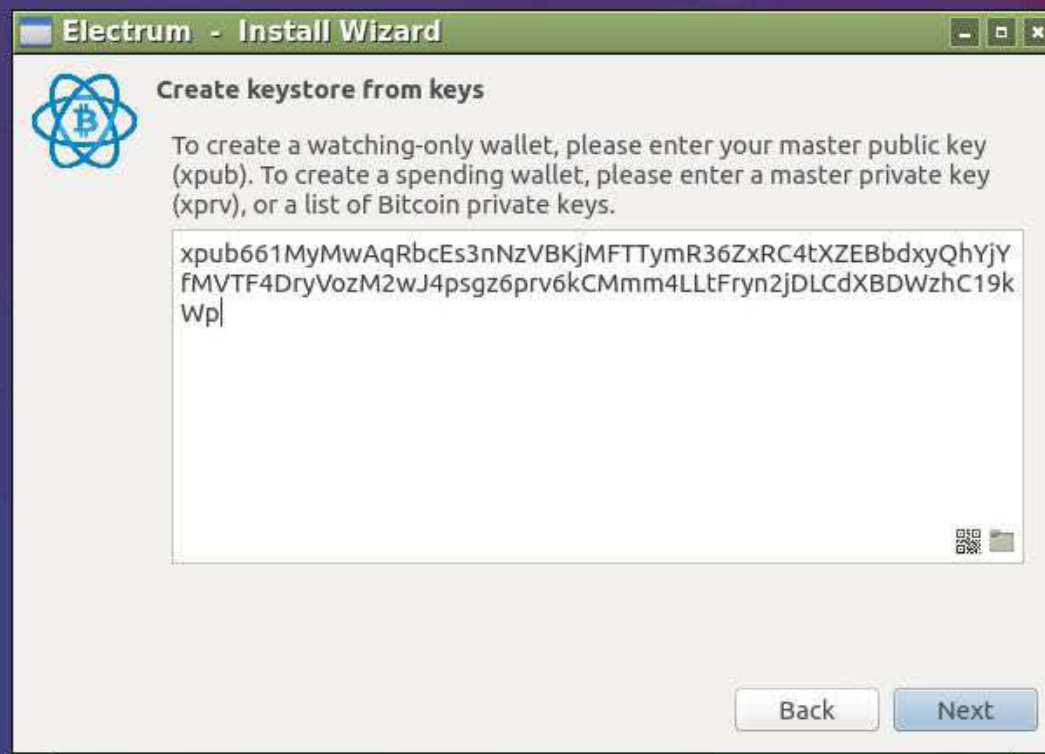 Electrum - Install Wizard
Create keystore from keys
To create a watching-only wallet, please enter your master public key
(xpub). To create a spending wallet, please enter a master private key
(xprv), or a list of Bitcoin private keys.
xpub661MyMwAqRbcEs3nNzVBKjMFTTymR36ZxRC4tXZEBbdxyQhYjY
fMVTF4DryVozM2wJ4psgz6prv6kCMmm4LLtFryn2jDLCdXBDWzhC19k
Wp
Back
Next